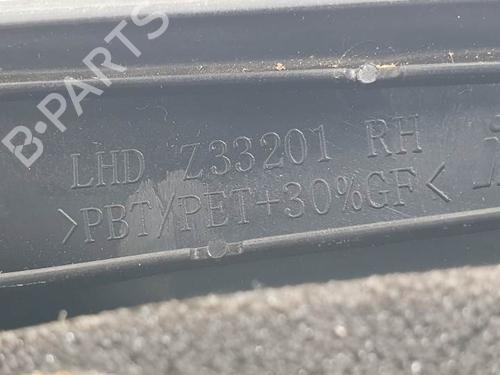 B-PARTS
LHD Z33201 RH
>PBT/PET+30%GF<